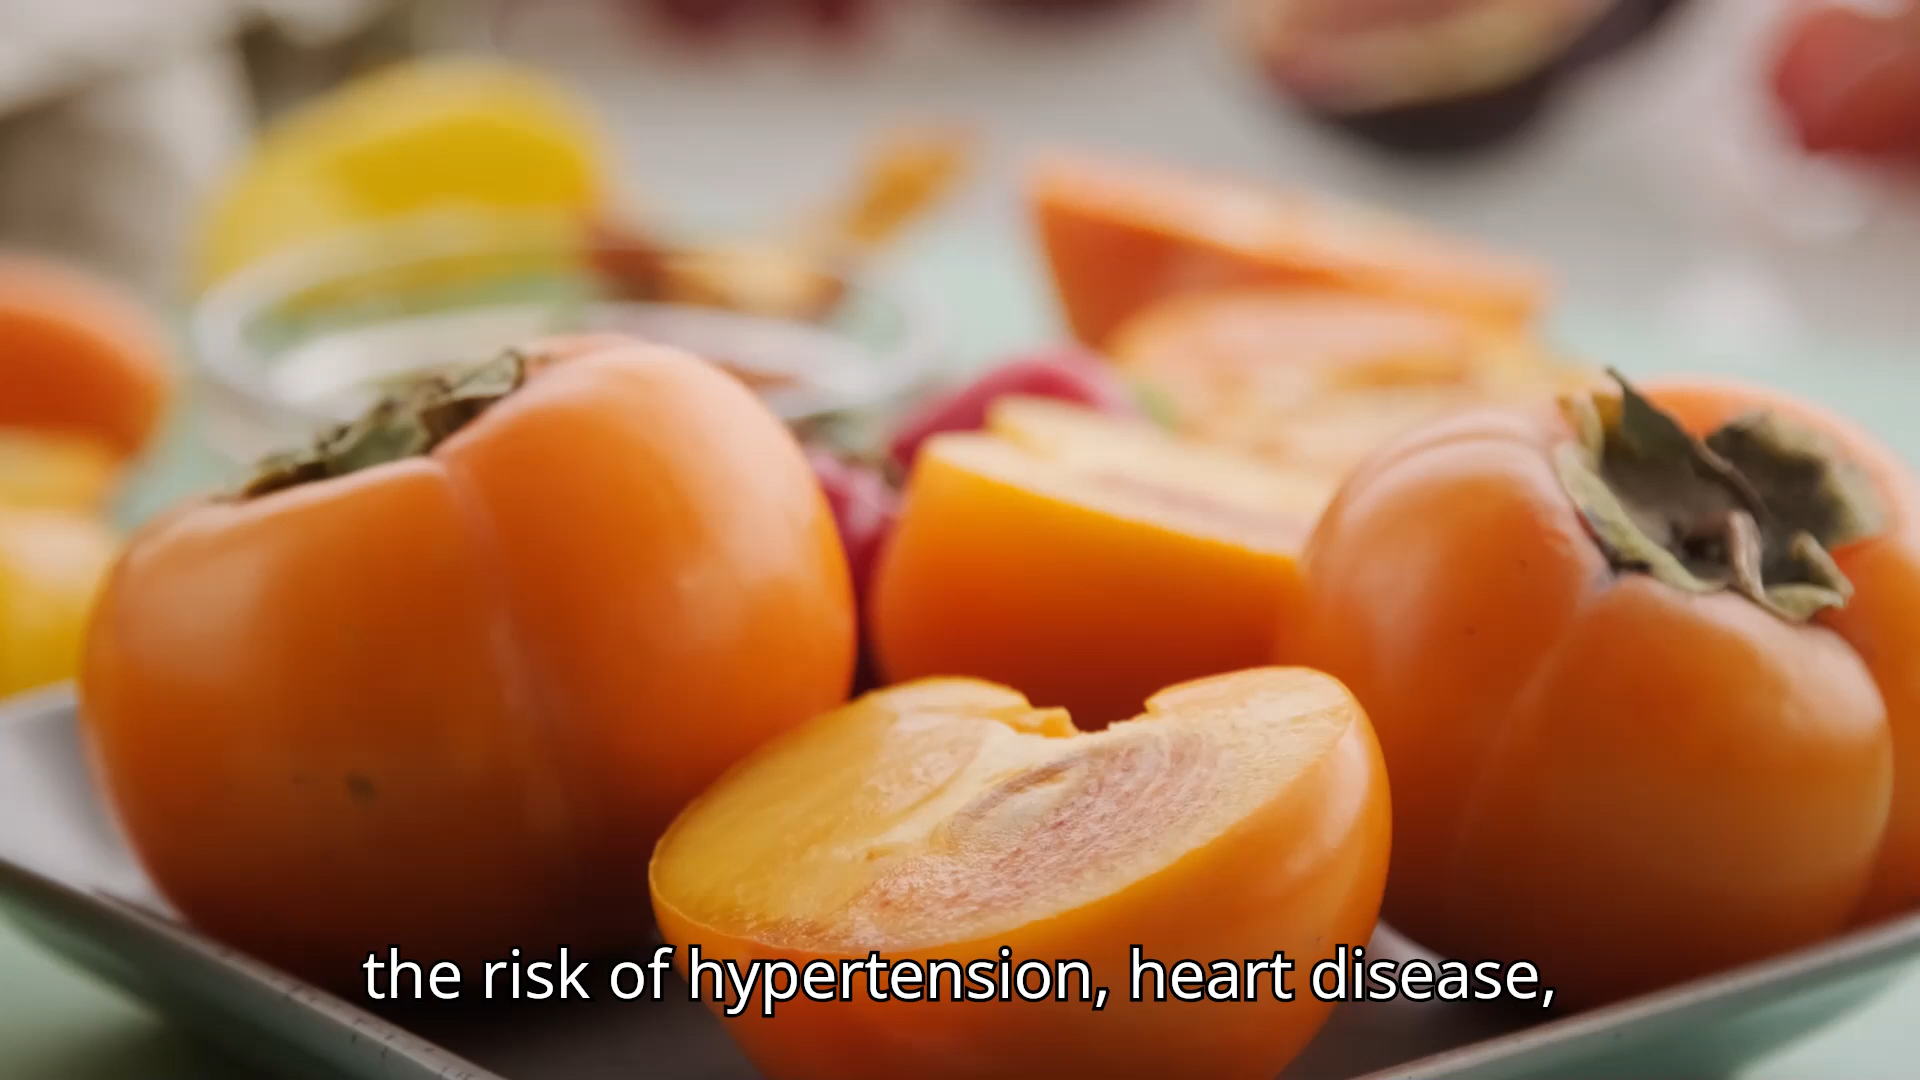 the risk of hypertension, heart disease,